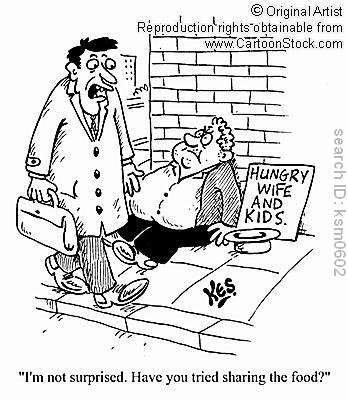 © Original Artist
Reproduction rights obtainable from
www.CartoonStock.com
HUNGRY
WIFE
AND
KIDS.
KES.
search ID: ksm0602
"I'm not surprised. Have you tried sharing the food?"